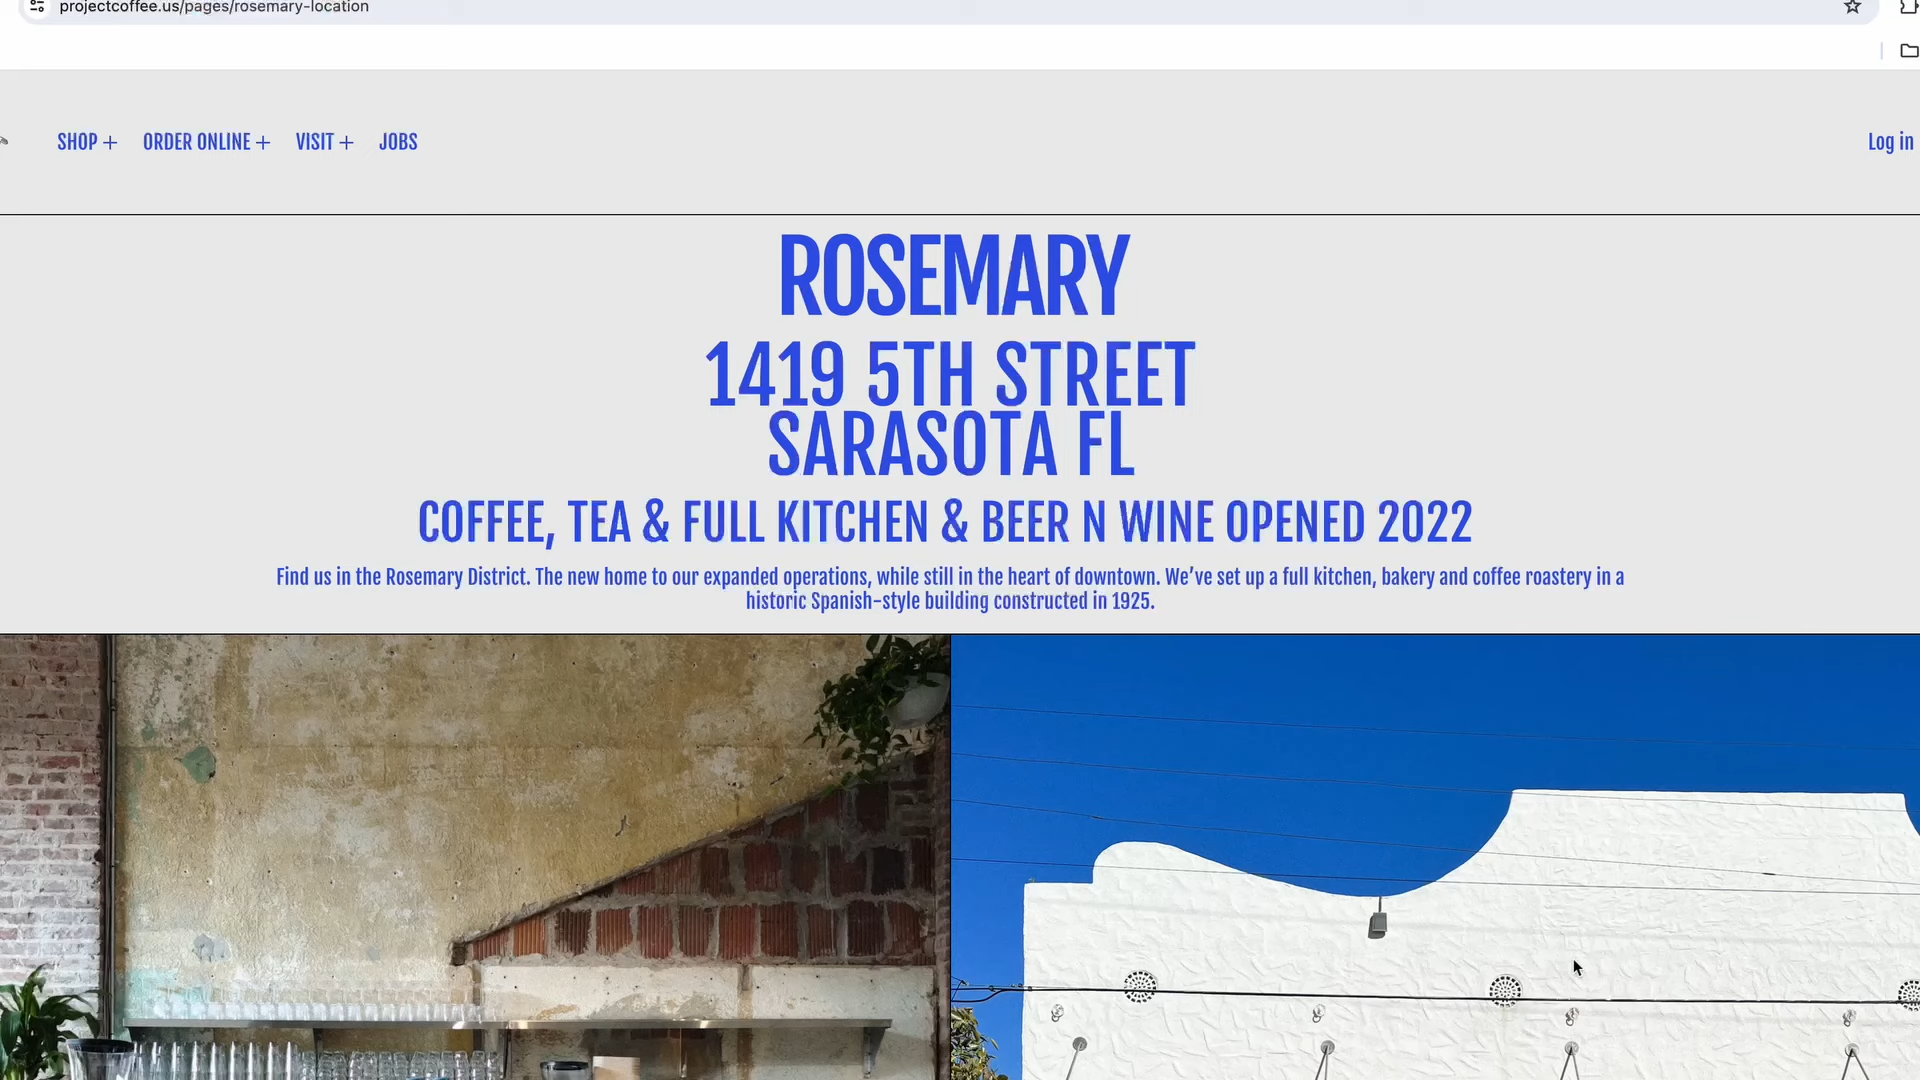 projectcoffee.us/pages/rosemary-location
SHOP + ORDER ONLINE + VISIT + JOBS
Log in
ROSEMARY
1419 5TH STREET
SARASOTA FL
COFFEE, TEA & FULL KITCHEN & BEER N WINE OPENED 2022
Find us in the Rosemary District. The new home to our expanded operations, while still in the heart of downtown. We’ve set up a full kitchen, bakery and coffee roastery in a
historic Spanish-style building constructed in 1925.